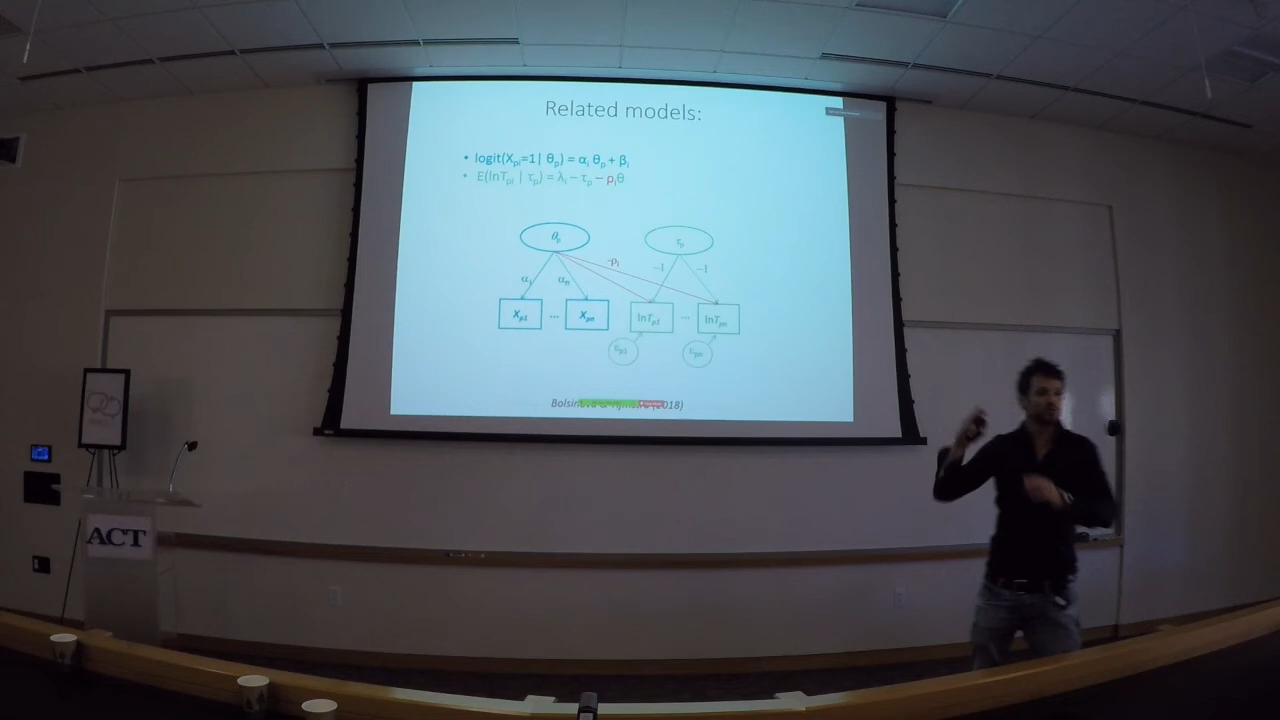 Related models:
• logit(Xpi=1 | θp) = αi θp + βi
• E(lnTpi | τp) = λi − τp − ρiθ
θp
τp
-ρi
α1
αn
−1
−1
Xp1
...
Xpn
lnTp1
...
lnTpn
εp1
εpn
(2018)
ACT